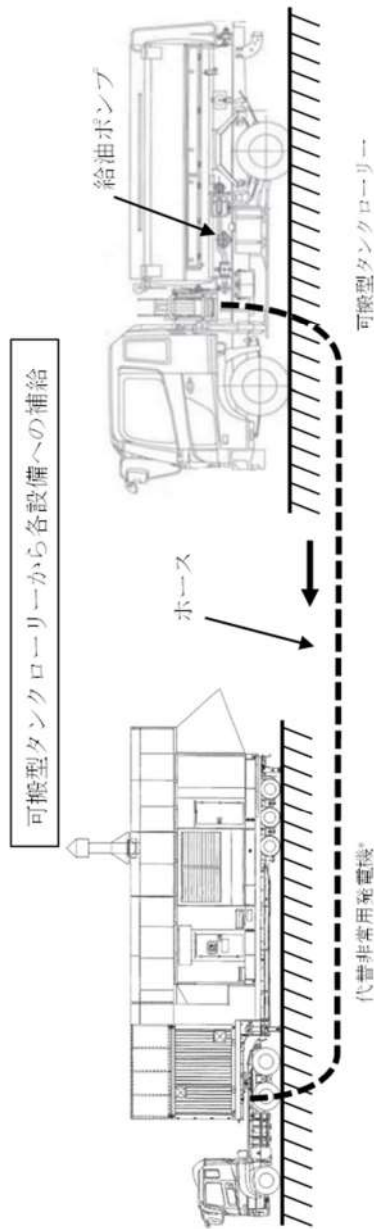 可搬型タンクローリーから各設備への補給
給油ポンプ
ホース
代替非常用発電機*
可搬型タンクローリー